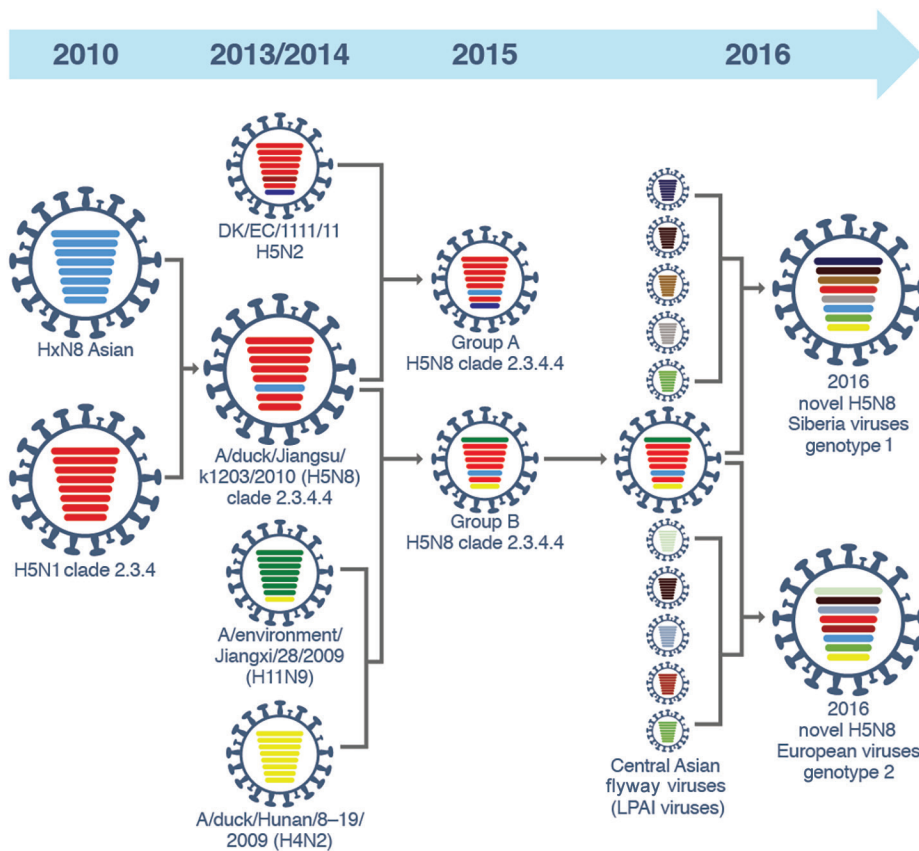 2010
2013/2014
2015
2016
HxN8 Asian
H5N1 clade 2.3.4
DK/EC/1111/11
H5N2
A/duck/Jiangsu/
k1203/2010 (H5N8)
clade 2.3.4.4
A/environment/
Jiangxi/28/2009
(H11N9)
A/duck/Hunan/8–19/
2009 (H4N2)
Group A
H5N8 clade 2.3.4.4
Group B
H5N8 clade 2.3.4.4
Central Asian
flyway viruses
(LPAI viruses)
2016
novel H5N8
Siberia viruses
genotype 1
2016
novel H5N8
European viruses
genotype 2